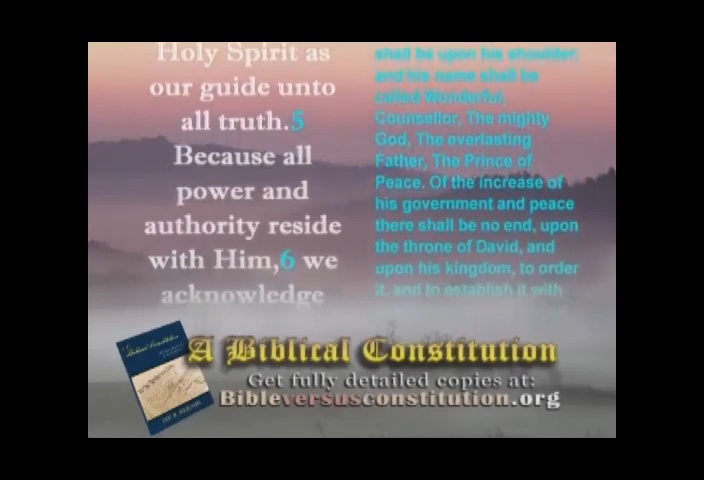 Holy Spirit as
our guide unto
all truth.5
Because all
power and
authority reside
with Him,6 we
acknowledge
shall be upon his shoulder:
and his name shall be
called Wonderful,
Counsellor, The mighty
God, The everlasting
Father, The Prince of
Peace. Of the increase of
his government and peace
there shall be no end, upon
the throne of David, and
upon his kingdom, to order
it, and to establish it with
A Biblical Constitution
Get fully detailed copies at:
Bibleversusconstitution.org